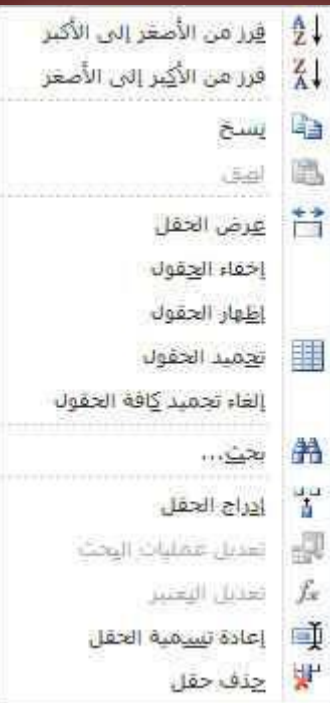 فرز من الأصغر إلى الأكبر
فرز من الأكبر إلى الأصغر
نسخ
لصق
عرض الحقل
إخفاء الحقول
إظهار الحقول
تجميد الحقول
إلغاء تجميد كافة الحقول
بحث...
إدراج الحقل
تعديل عمليات البحث
تعديل التعبير
إعادة تسمية الحقل
حذف حقل